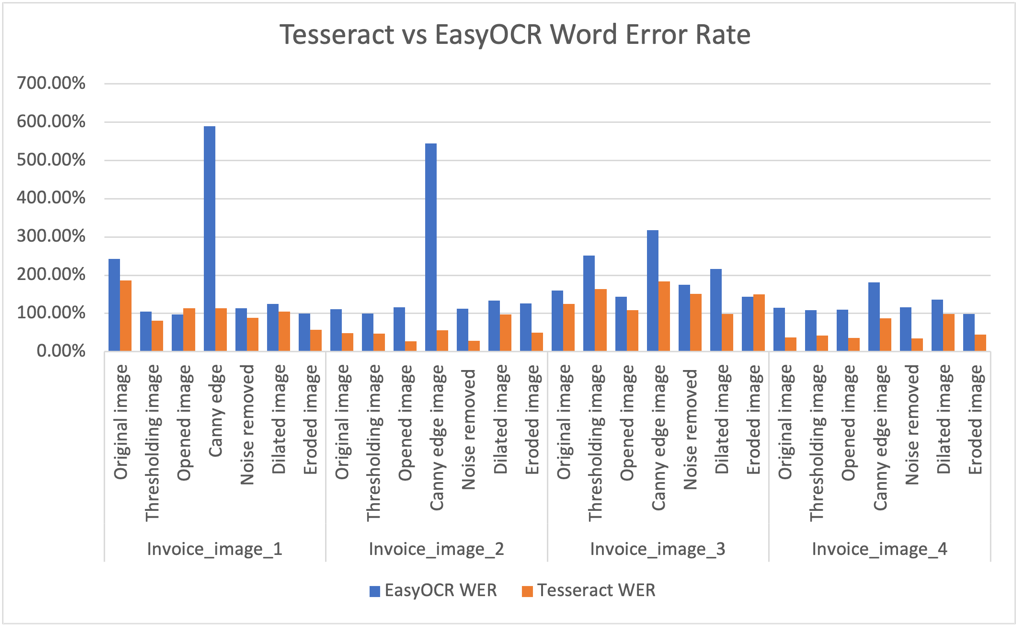 Tesseract vs EasyOCR Word Error Rate
700.00%
600.00%
500.00%
400.00%
300.00%
200.00%
100.00%
0.00%
Original image
Thresholding image
Opened image
Canny edge
Noise removed
Dilated image
Eroded image
Original image
Thresholding image
Opened image
Canny edge image
Noise removed
Dilated image
Eroded image
Original image
Thresholding image
Opened image
Canny edge image
Noise removed
Dilated image
Eroded image
Original image
Thresholding image
Opened image
Canny edge image
Noise removed
Dilated image
Eroded image
Invoice_image_1
Invoice_image_2
Invoice_image_3
Invoice_image_4
EasyOCR WER
Tesseract WER